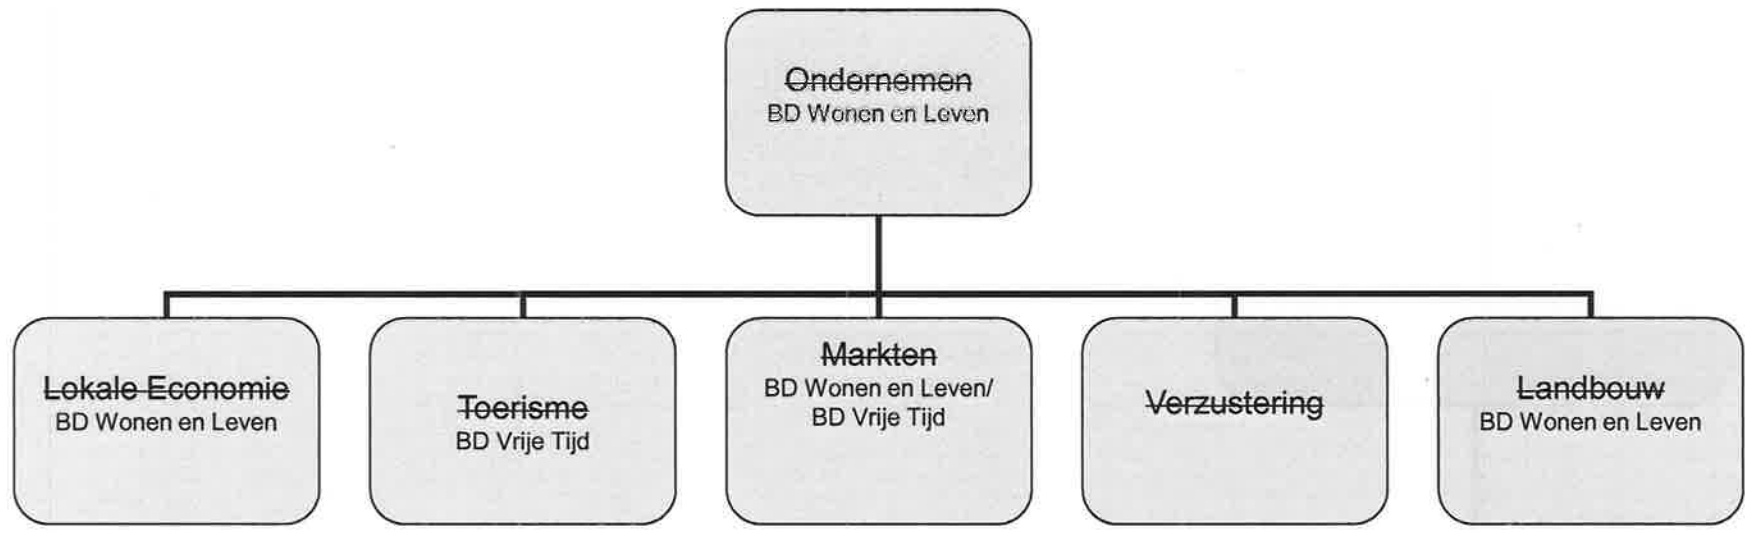 Ondernemen
BD Wonen en Leven
Lokale Economie
BD Wonen en Leven
Toerisme
BD Vrije Tijd
Markten
BD Wonen en Leven/
BD Vrije Tijd
Verzustering
Landbouw
BD Wonen en Leven